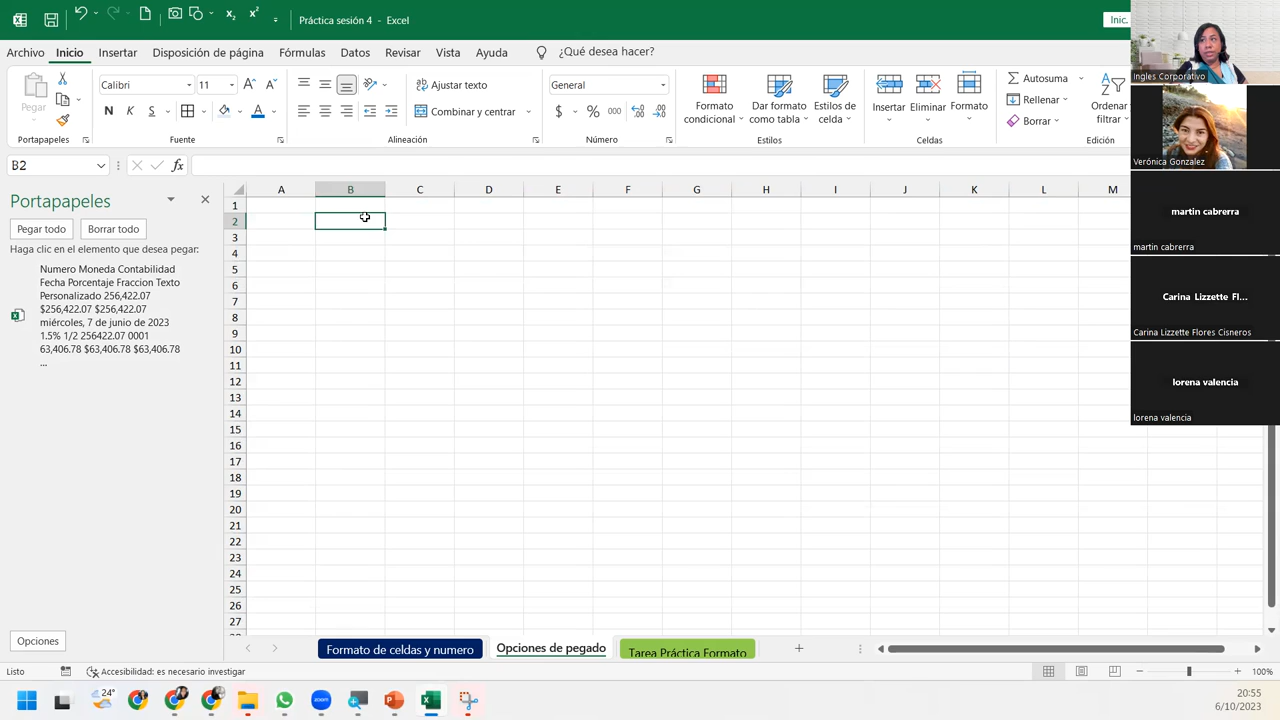 Práctica sesión 4 - Excel
Inic.
Archivo Inicio Insertar Disposición de página Fórmulas Datos Revisar Vista Ayuda ¿Qué desea hacer?
Pegar
Calibri 11
N K S
Portapapeles
Fuente
Combinar y centrar
Alineación
General
$ % 000
Número
Formato condicional
Dar formato como tabla
Estilos de celda
Estilos
Insertar
Eliminar
Formato
Celdas
Autosuma
Rellenar
Borrar
Ordenar
filtrar
B2
fx
Portapapeles
Pegar todo
Borrar todo
Haga clic en el elemento que desea pegar:
Numero Moneda Contabilidad
Fecha Porcentaje Fraccion Texto
Personalizado 256,422.07
$256,422.07 $256,422.07
miércoles, 7 de junio de 2023
1.5% 1/2 256422.07 0001
63,406.78 $63,406.78 $63,406.78
...
Opciones
A B C D E F G H I J K L M
1
2
3
4
5
6
7
8
9
10
11
12
13
14
15
16
17
18
19
20
21
22
23
24
25
26
27
Ingles Corporativo
Verónica Gonzalez
martin cabrerra
martin cabrerra
Carina Lizzette Fl...
Carina Lizzette Flores Cisneros
lorena valencia
lorena valencia
Formato de celdas y numero
Opciones de pegado
Tarea Práctica Formato
Listo
Accesibilidad: es necesario investigar
100%
24°
zoom
20:55
6/10/2023